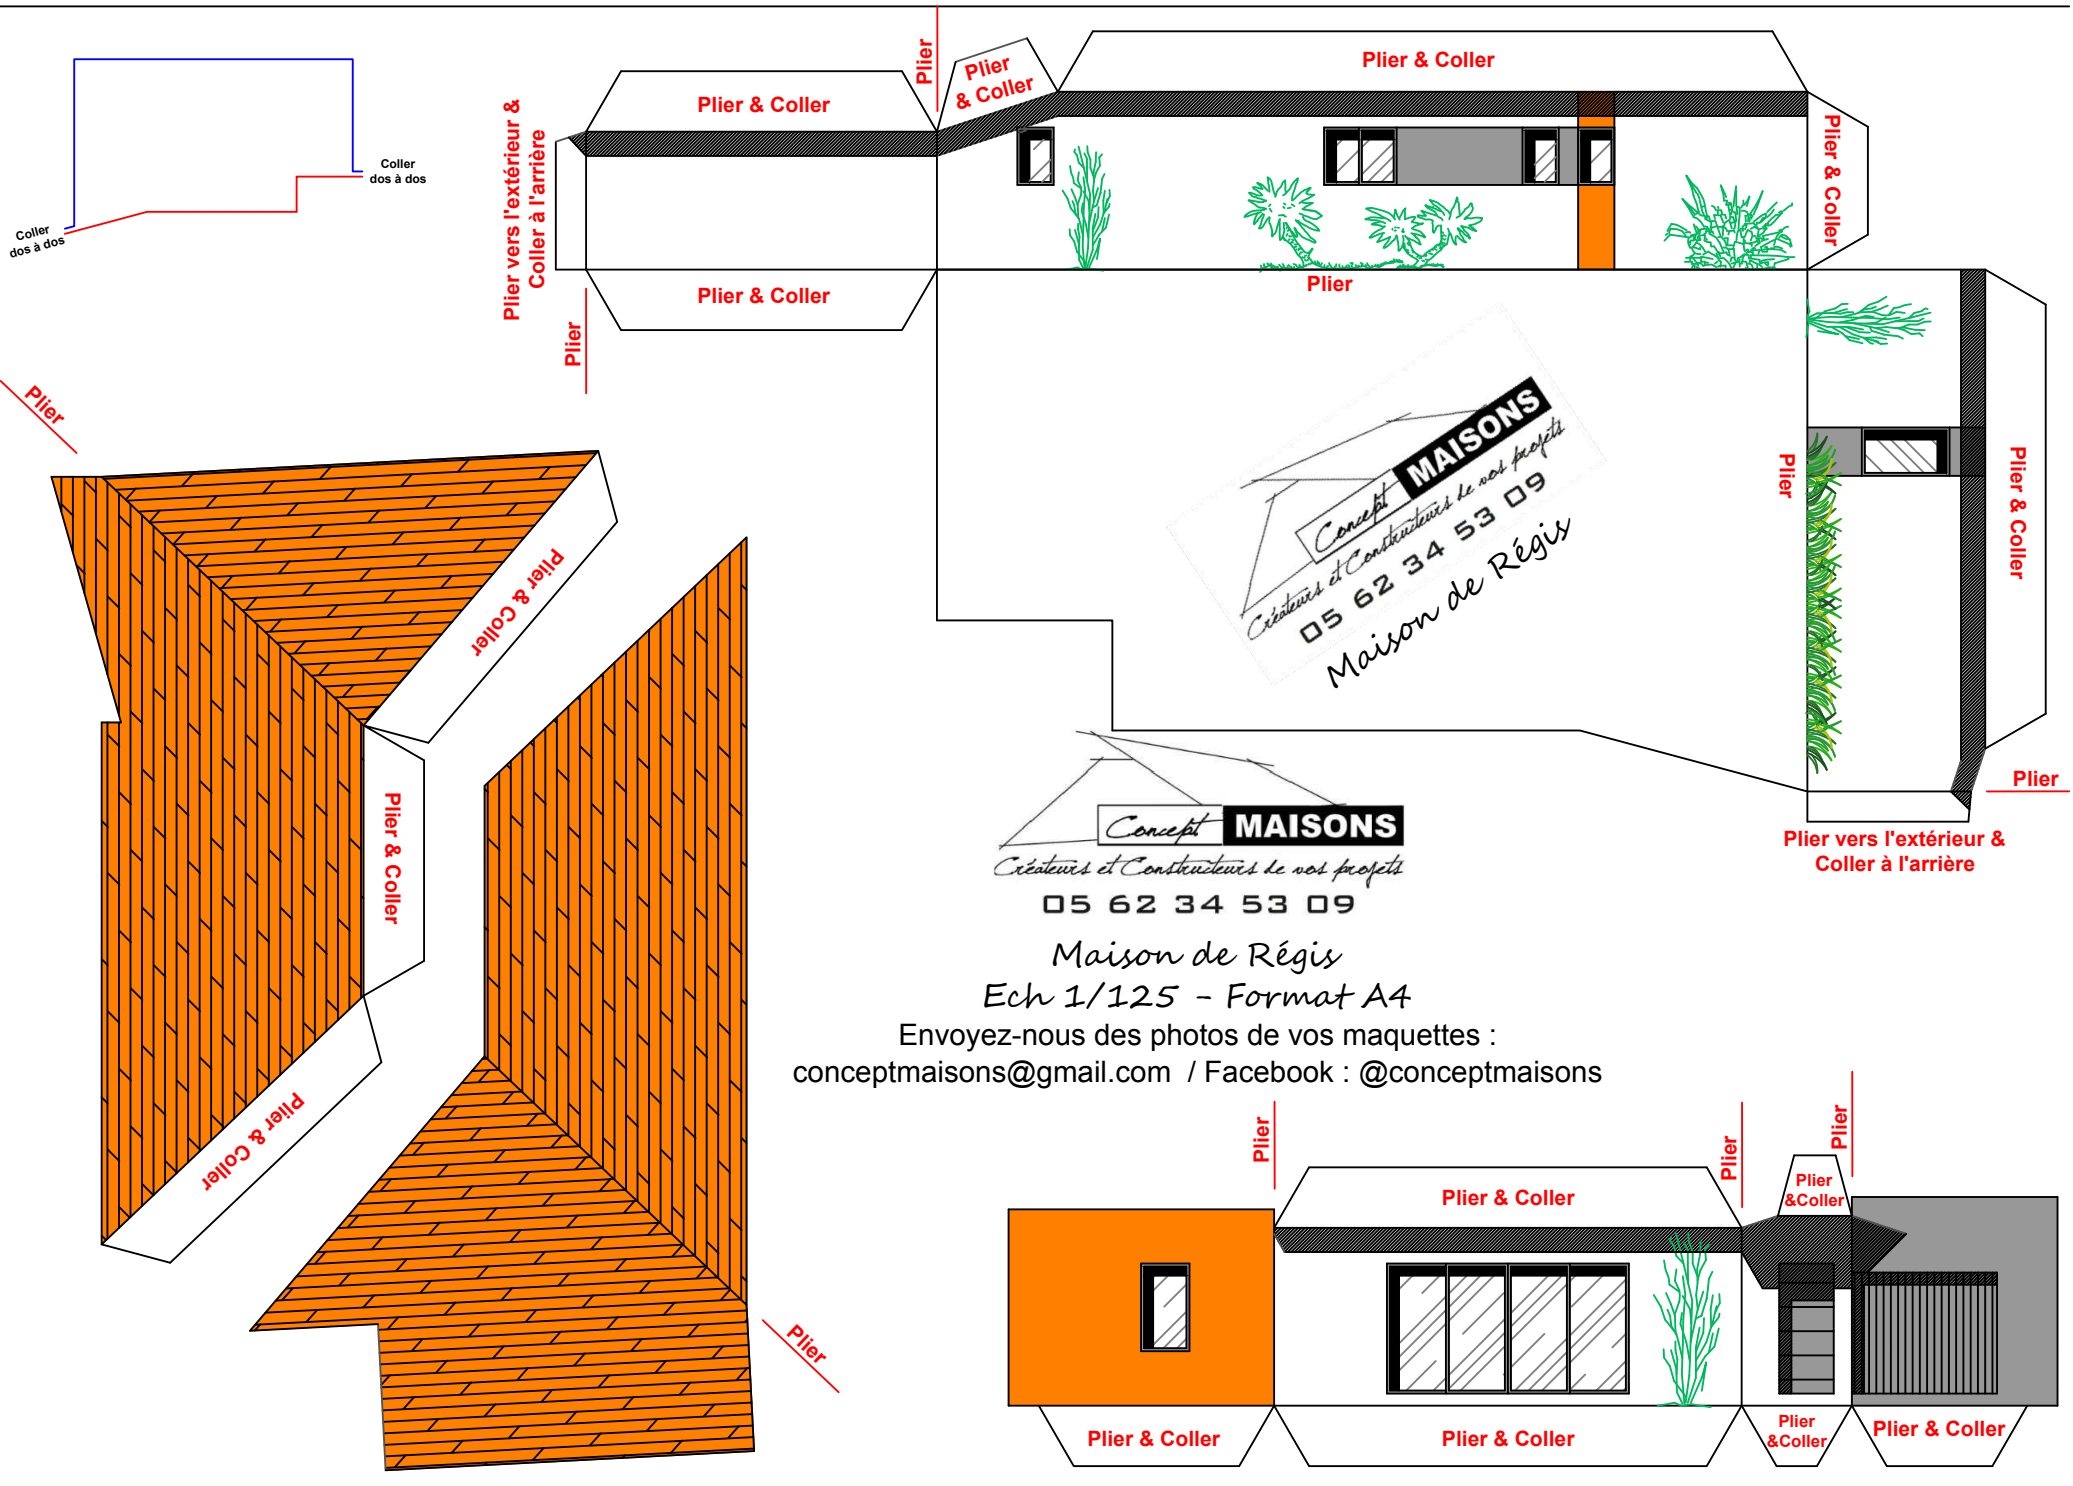 Coller
dos à dos
Coller
dos à dos
Plier vers l'extérieur &
Coller à l'arrière
Plier & Coller
Plier & Coller
Plier
Plier
Plier
& Coller
Plier & Coller
Plier & Coller
Plier
Plier
Plier & Coller
Plier
Plier vers l'extérieur &
Coller à l'arrière
Concept MAISONS
Créateurs et Constructeurs de vos projets
05 62 34 53 09
Maison de Régis
Plier
Plier & Coller
Plier & Coller
Plier & Coller
Plier
Concept MAISONS
Créateurs et Constructeurs de vos projets
05 62 34 53 09
Maison de Régis
Ech 1/125 - Format A4
Envoyez-nous des photos de vos maquettes :
conceptmaisons@gmail.com / Facebook : @conceptmaisons
Plier
Plier & Coller
Plier
Plier
&Coller
Plier
Plier & Coller
Plier & Coller
Plier
&Coller
Plier & Coller